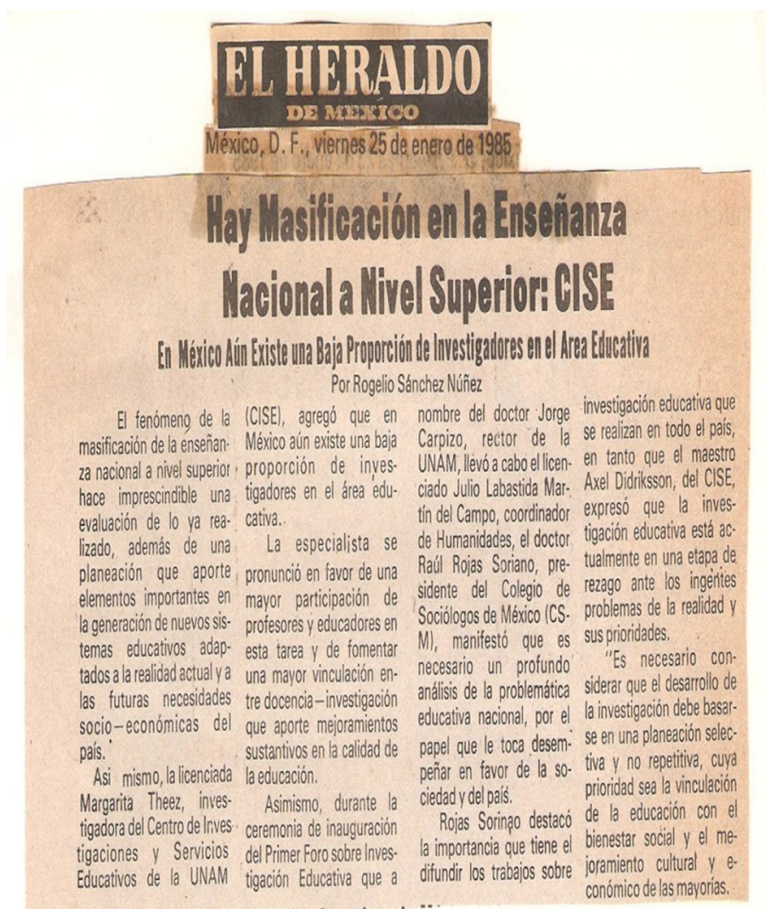 EL HERALDO
DE MEXICO
México, D. F., viernes 25 de enero de 1985
Hay Masificación en la Enseñanza
Nacional a Nivel Superior: CISE
En México Aún Existe una Baja Proporción de Investigadores en el Area Educativa
Por Rogelio Sánchez Núñez
El fenómeno de la
masificación de la enseñan-
za nacional a nivel superior
hace imprescindible una
evaluación de lo ya rea-
lizado, además de una
planeación que aporte
elementos importantes en
la generación de nuevos sis-
temas educativos adap-
tados a la realidad actual y a
las futuras necesidades
socio—económicas del
país.
Asi mismo, la licenciada
Margarita Theez, inves-
tigadora del Centro de Inves-
tigaciones y Servicios
Educativos de la UNAM
(CISE), agregó que en
México aún existe una baja
proporción de inves-
tigadores en el área edu-
cativa.
La especialista se
pronunció en favor de una
mayor participación de
profesores y educadores en
esta tarea y de fomentar
una mayor vinculación en-
tre docencia—investigación
que aporte mejoramientos
sustantivos en la calidad de
la educación.
Asimismo, durante la
ceremonia de inauguración
del Primer Foro sobre Inves-
tigación Educativa que a
nombre del doctor Jorge
Carpizo, rector de la
UNAM, llevó a cabo el licen-
ciado Julio Labastida Mar-
tín del Campo, coordinador
de Humanidades, el doctor
Raúl Rojas Soriano, pre-
sidente del Colegio de
Sociólogos de México (CS-
M), manifestó que es
necesario un profundo
análisis de la problemática
educativa nacional, por el
papel que le toca desem-
peñar en favor de la so-
ciedad y del país.
Rojas Sorinao destacó
la importancia que tiene el
difundir los trabajos sobre
investigación educativa que
se realizan en todo el país,
en tanto que el maestro
Axel Didriksson, del CISE,
expresó que la inves-
tigación educativa está ac-
tualmente en una etapa de
rezago ante los ingentes
problemas de la realidad y
sus prioridades.
"Es necesario con-
siderar que el desarrollo de
la investigación debe basar-
se en una planeación selec-
tiva y no repetitiva, cuya
prioridad sea la vinculación
de la educación con el
bienestar social y el me-
joramiento cultural y e-
conómico de las mayorías.